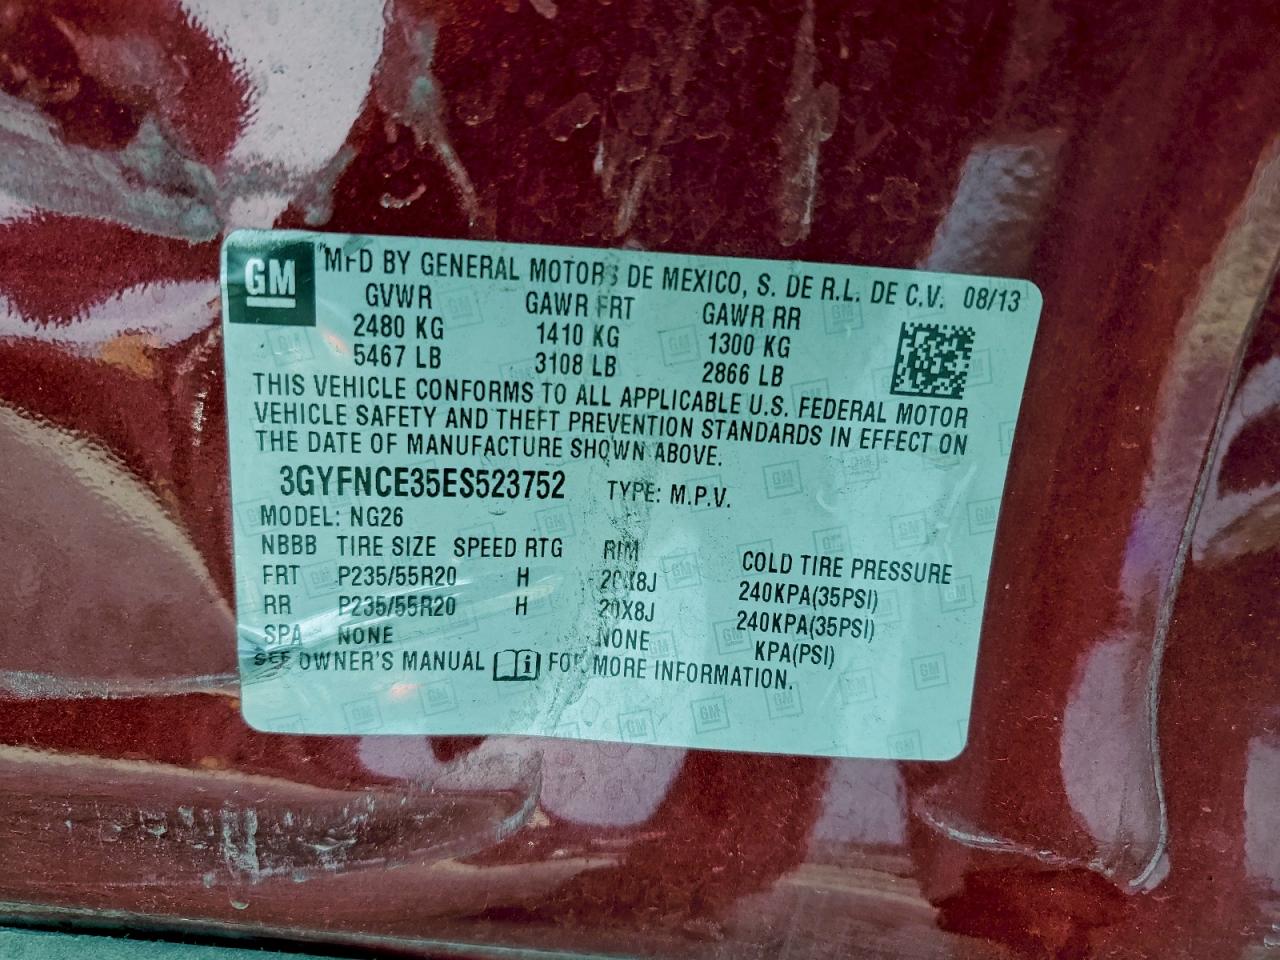 GM
MFD BY GENERAL MOTORS DE MEXICO, S. DE R.L. DE C.V. 08/13
GVWR GAWR FRT GAWR RR
2480 KG 1410 KG 1300 KG
5467 LB 3108 LB 2866 LB
THIS VEHICLE CONFORMS TO ALL APPLICABLE U.S. FEDERAL MOTOR
VEHICLE SAFETY AND THEFT PREVENTION STANDARDS IN EFFECT ON
THE DATE OF MANUFACTURE SHOWN ABOVE.
3GYFNCE35ES523752 TYPE: M.P.V.
MODEL: NG26
NBBB TIRE SIZE SPEED RTG RIM COLD TIRE PRESSURE
FRT P235/55R20 H 20X8J 240KPA(35PSI)
RR P235/55R20 H 20X8J 240KPA(35PSI)
SPA NONE NONE KPA(PSI)
SEE OWNER'S MANUAL FOR MORE INFORMATION.